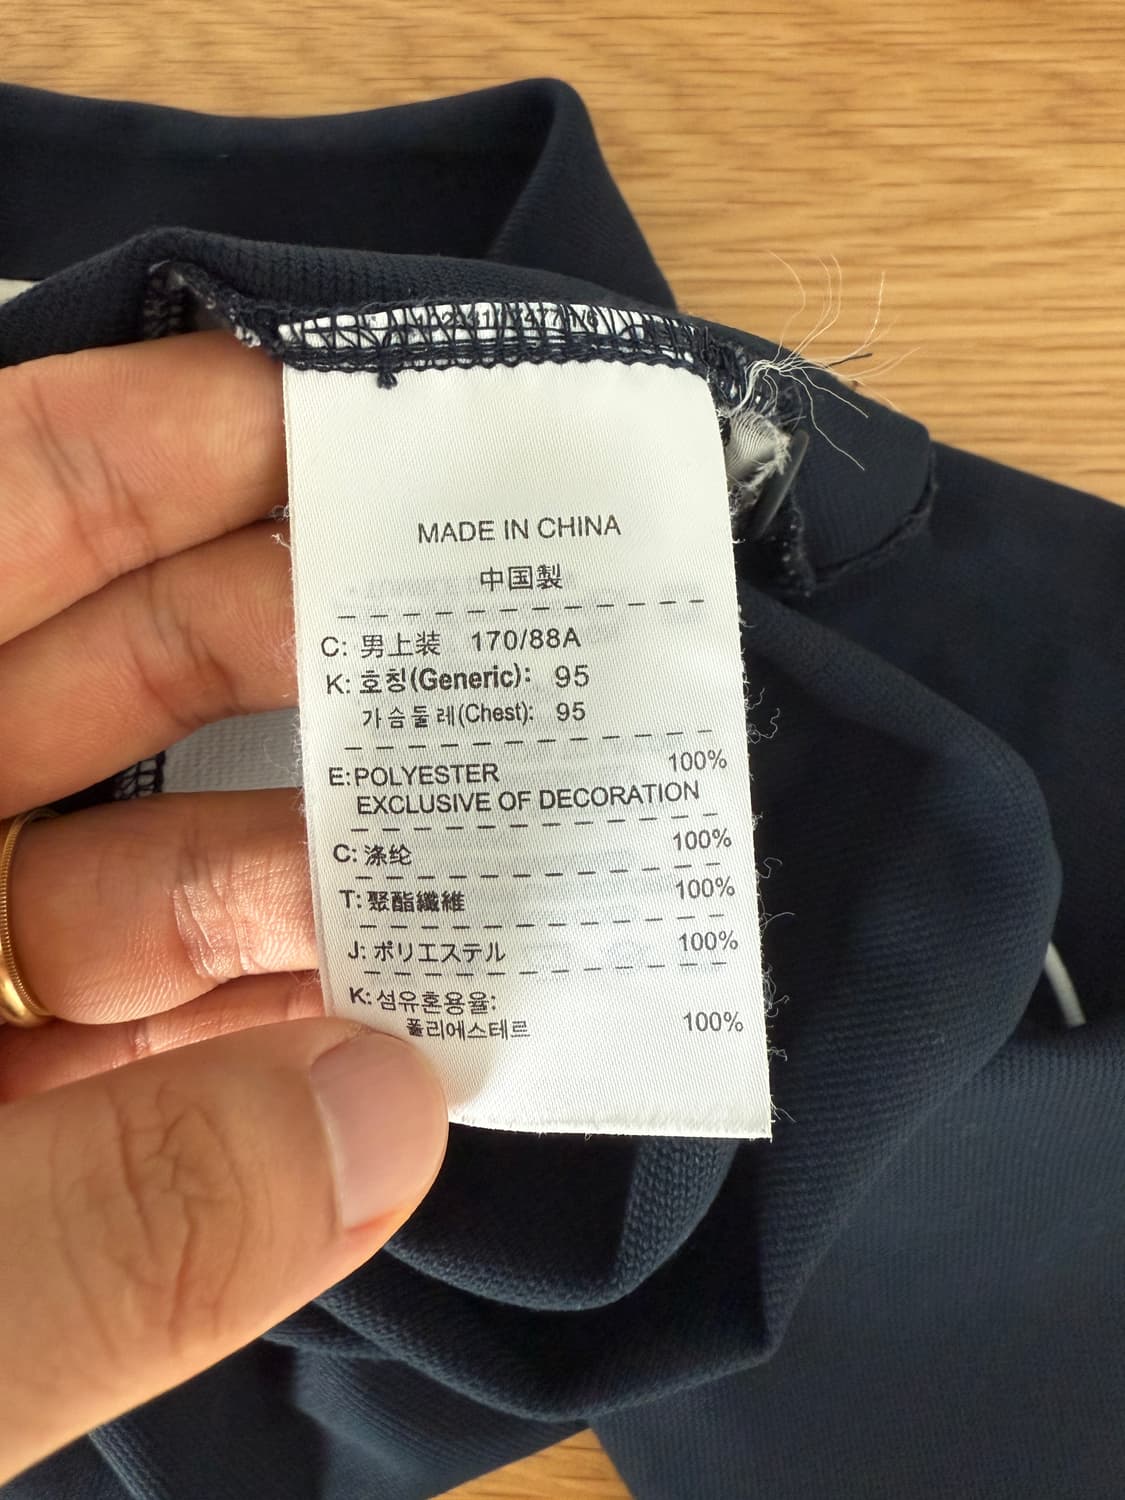 MADE IN CHINA
中国製
C: 男上装 170/88A
K: 호칭(Generic): 95
가슴둘레(Chest): 95
E:POLYESTER 100%
EXCLUSIVE OF DECORATION
C: 涤纶 100%
T: 聚酯纖維 100%
J: ポリエステル 100%
K: 섬유혼용율:
폴리에스테르 100%